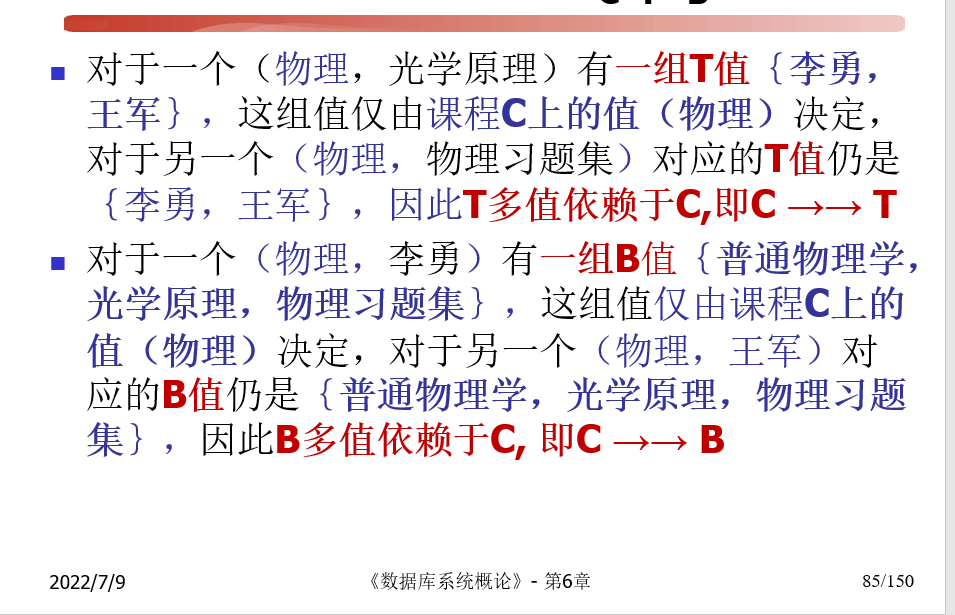 ■ 对于一个（物理，光学原理）有一组T值｛李勇，
王军｝，这组值仅由课程C上的值（物理）决定，
对于另一个（物理，物理习题集）对应的T值仍是
｛李勇，王军｝，因此T多值依赖于C,即C →→ T
■ 对于一个（物理，李勇）有一组B值｛普通物理学，
光学原理，物理习题集｝，这组值仅由课程C上的
值（物理）决定，对于另一个（物理，王军）对
应的B值仍是｛普通物理学，光学原理，物理习题
集｝，因此B多值依赖于C, 即C →→ B
2022/7/9 《数据库系统概论》- 第6章 85/150